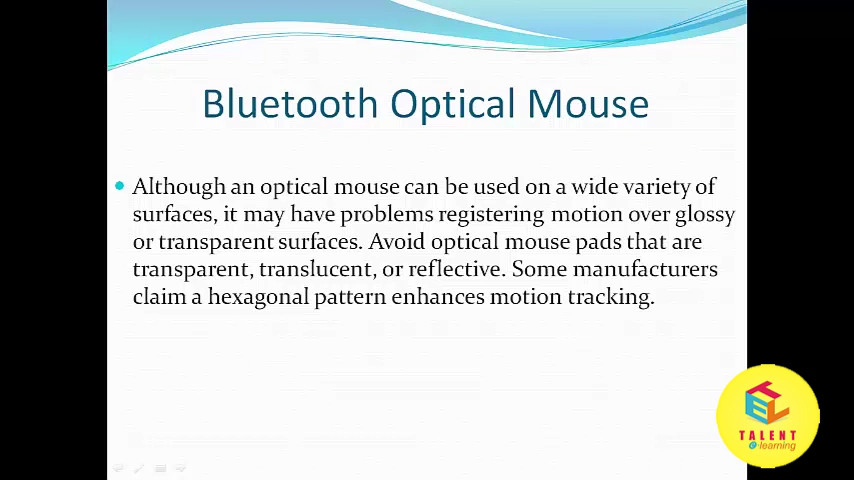 Bluetooth Optical Mouse
• Although an optical mouse can be used on a wide variety of
surfaces, it may have problems registering motion over glossy
or transparent surfaces. Avoid optical mouse pads that are
transparent, translucent, or reflective. Some manufacturers
claim a hexagonal pattern enhances motion tracking.
TEL
TALENT
e-learning